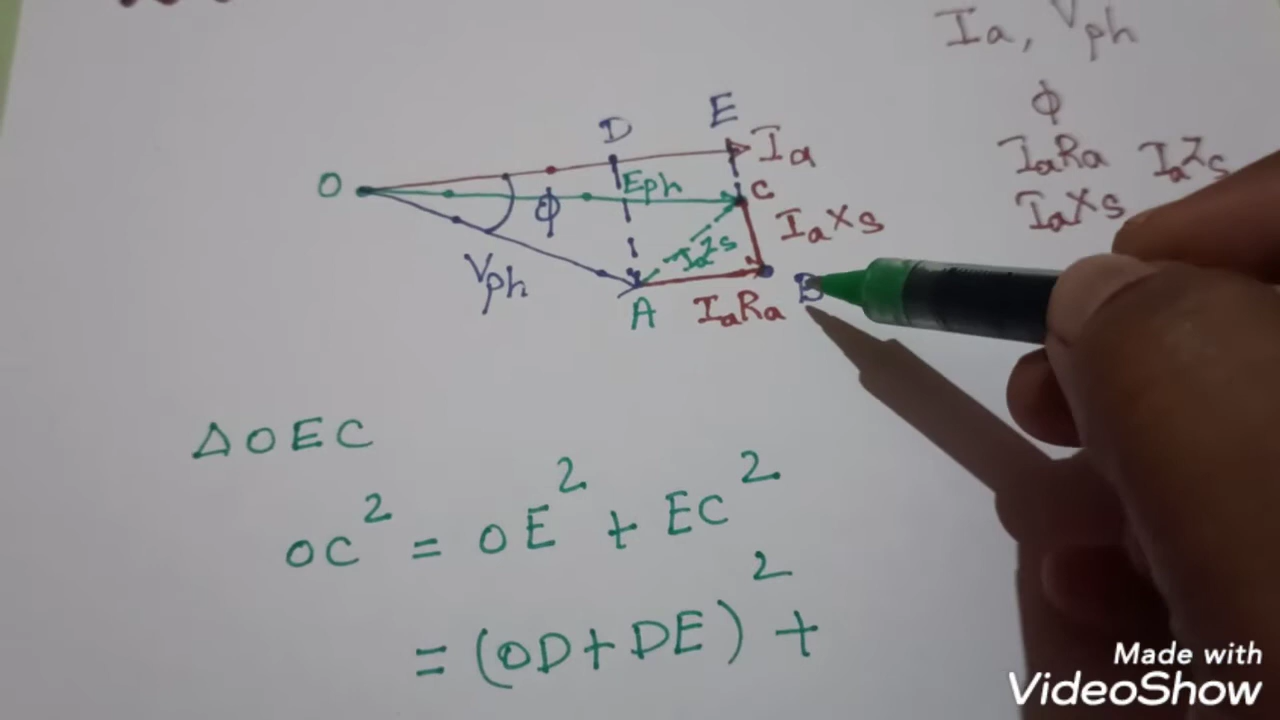 Ia, Vph
ϕ
IaRa IaZs
IaXs
D E
O Ia
Eph C
ϕ IaXs
IaZs
Vph
A IaRa B
Δ O E C
OC² = OE² + EC²
= (OD + DE)² +
Made with
VideoShow